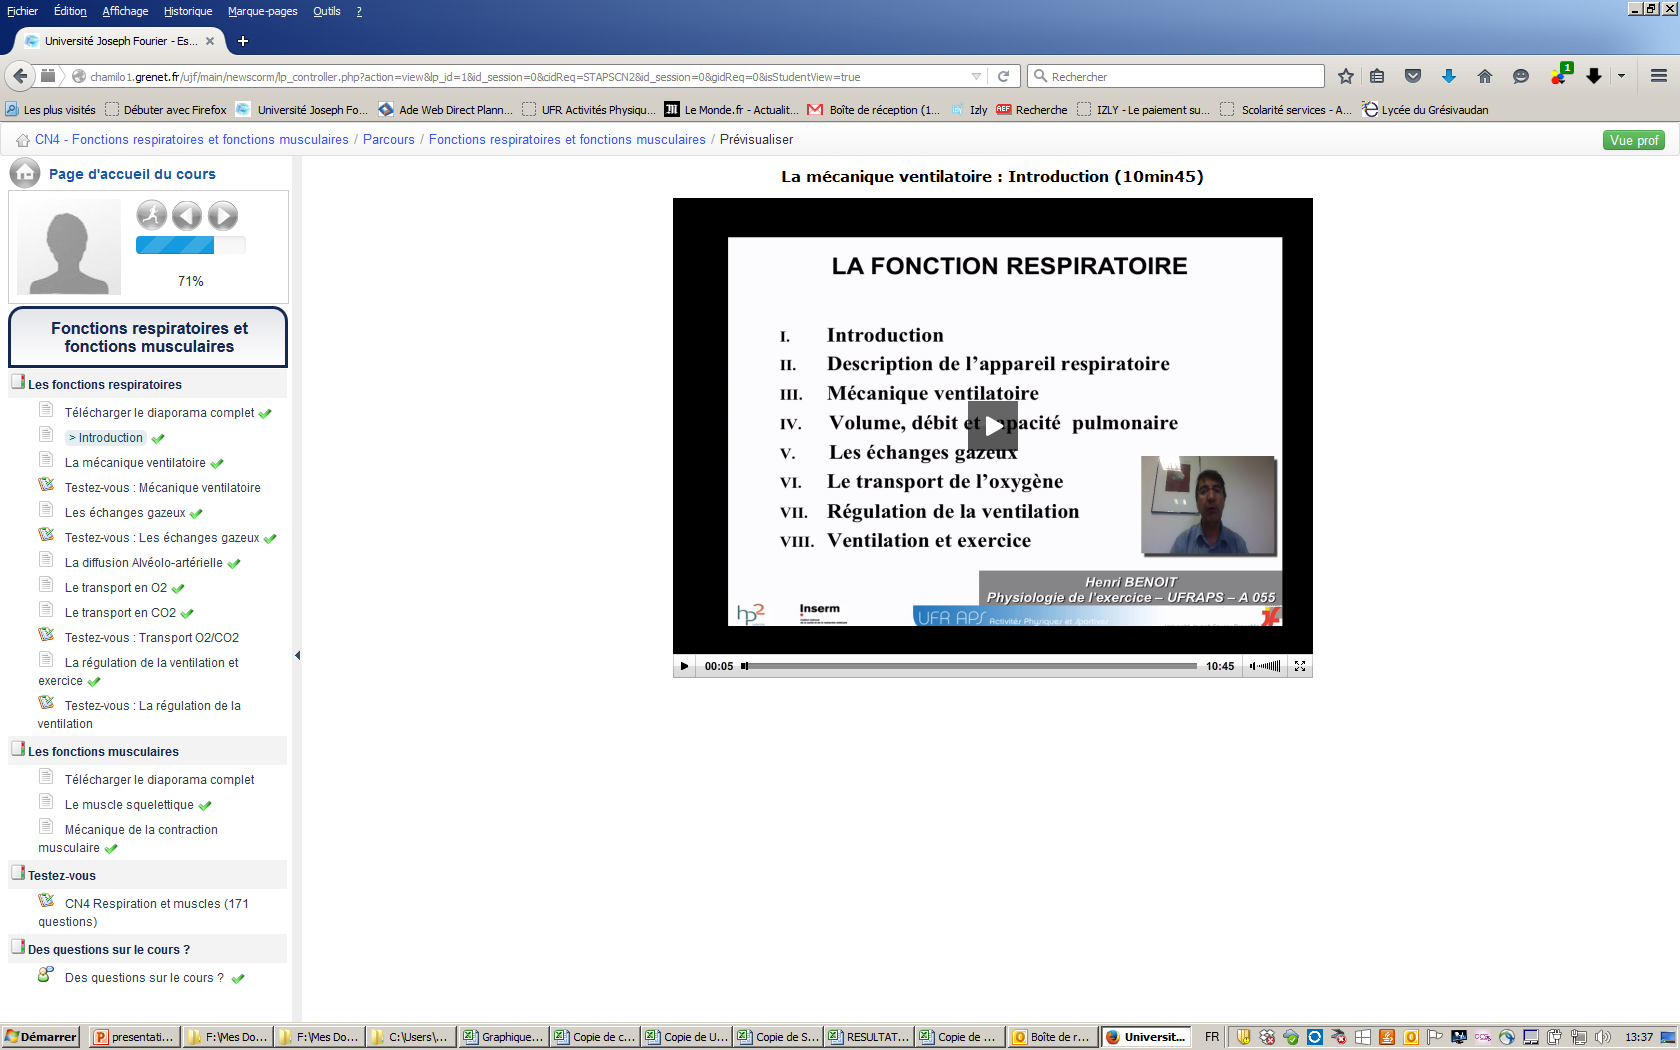 Fichier Édition Affichage Historique Marque-pages Outils ?
Université Joseph Fourier - Es...
chamilo1.grenet.fr/ujf/main/newscorm/lp_controller.php?action=view&lp_id=1&id_session=0&cidReq=STAPSCN2&id_session=0&gidReq=0&isStudentView=true
Rechercher
1
Les plus visités Débuter avec Firefox Université Joseph Fo... Ade Web Direct Plann... UFR Activités Physiqu... Le Monde.fr - Actualit... Boîte de réception (1... Izly Recherche IZLY - Le paiement su... Scolarité services - A... Lycée du Grésivaudan
CN4 - Fonctions respiratoires et fonctions musculaires / Parcours / Fonctions respiratoires et fonctions musculaires / Prévisualiser
Vue prof
Page d'accueil du cours
71%
Fonctions respiratoires et
fonctions musculaires
Les fonctions respiratoires
Télécharger le diaporama complet
> Introduction
La mécanique ventilatoire
Testez-vous : Mécanique ventilatoire
Les échanges gazeux
Testez-vous : Les échanges gazeux
La diffusion Alvéolo-artérielle
Le transport en O2
Le transport en CO2
Testez-vous : Transport O2/CO2
La régulation de la ventilation et
exercice
Testez-vous : La régulation de la
ventilation
Les fonctions musculaires
Télécharger le diaporama complet
Le muscle squelettique
Mécanique de la contraction
musculaire
Testez-vous
CN4 Respiration et muscles (171
questions)
Des questions sur le cours ?
Des questions sur le cours ?
La mécanique ventilatoire : Introduction (10min45)
LA FONCTION RESPIRATOIRE
I. Introduction
II. Description de l'appareil respiratoire
III. Mécanique ventilatoire
IV. Volume, débit et capacité pulmonaire
V. Les échanges gazeux
VI. Le transport de l'oxygène
VII. Régulation de la ventilation
VIII. Ventilation et exercice
Henri BENOIT
Physiologie de l'exercice – UFRAPS – A 055
hp2 Inserm UFR APS Activités Physiques et Sportives
00:05 10:45
Démarrer presentati... F:\Mes Do... F:\Mes Do... C:\Users\... Graphique... Copie de c... Copie de U... Copie de S... RESULTAT... Copie de ... Boîte de r... Universit... FR 13:37